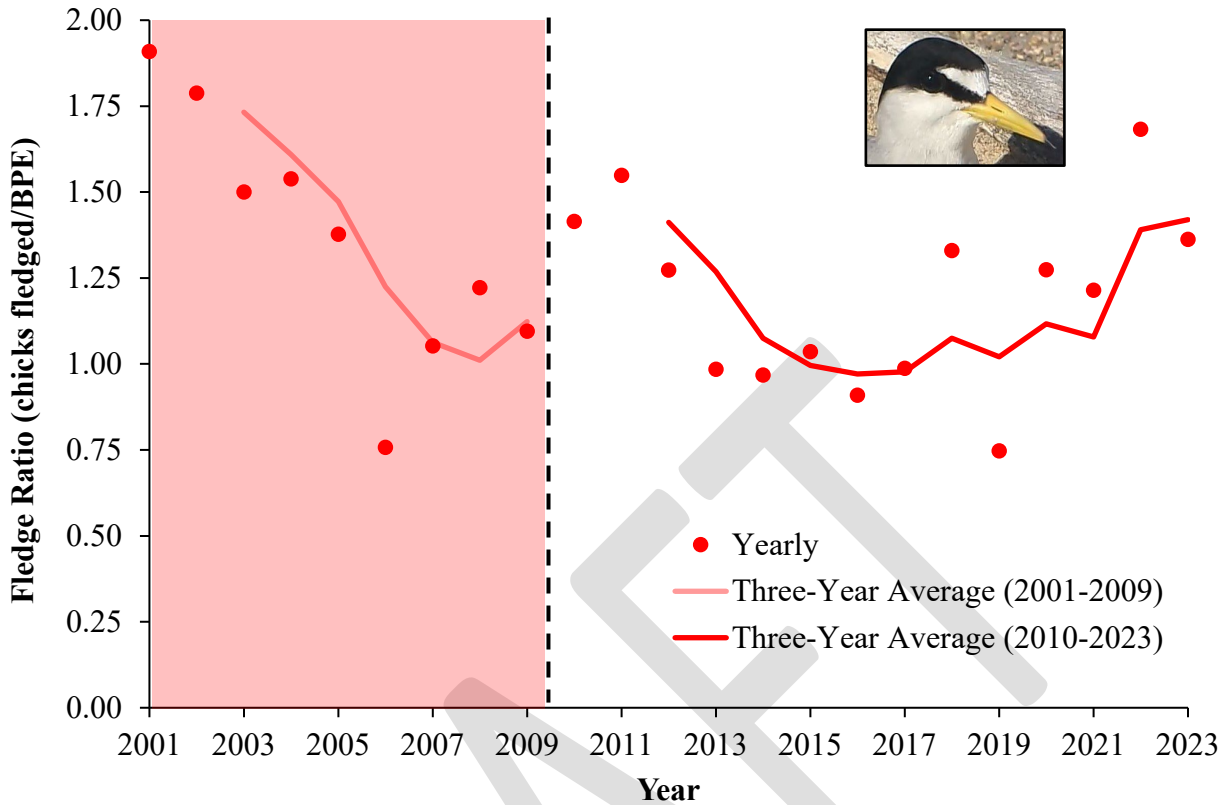 2.00
1.75
1.50
1.25
1.00
0.75
0.50
0.25
0.00
Fledge Ratio (chicks fledged/BPE)
Yearly
Three-Year Average (2001-2009)
Three-Year Average (2010-2023)
2001 2003 2005 2007 2009 2011 2013 2015 2017 2019 2021 2023
Year
AFT